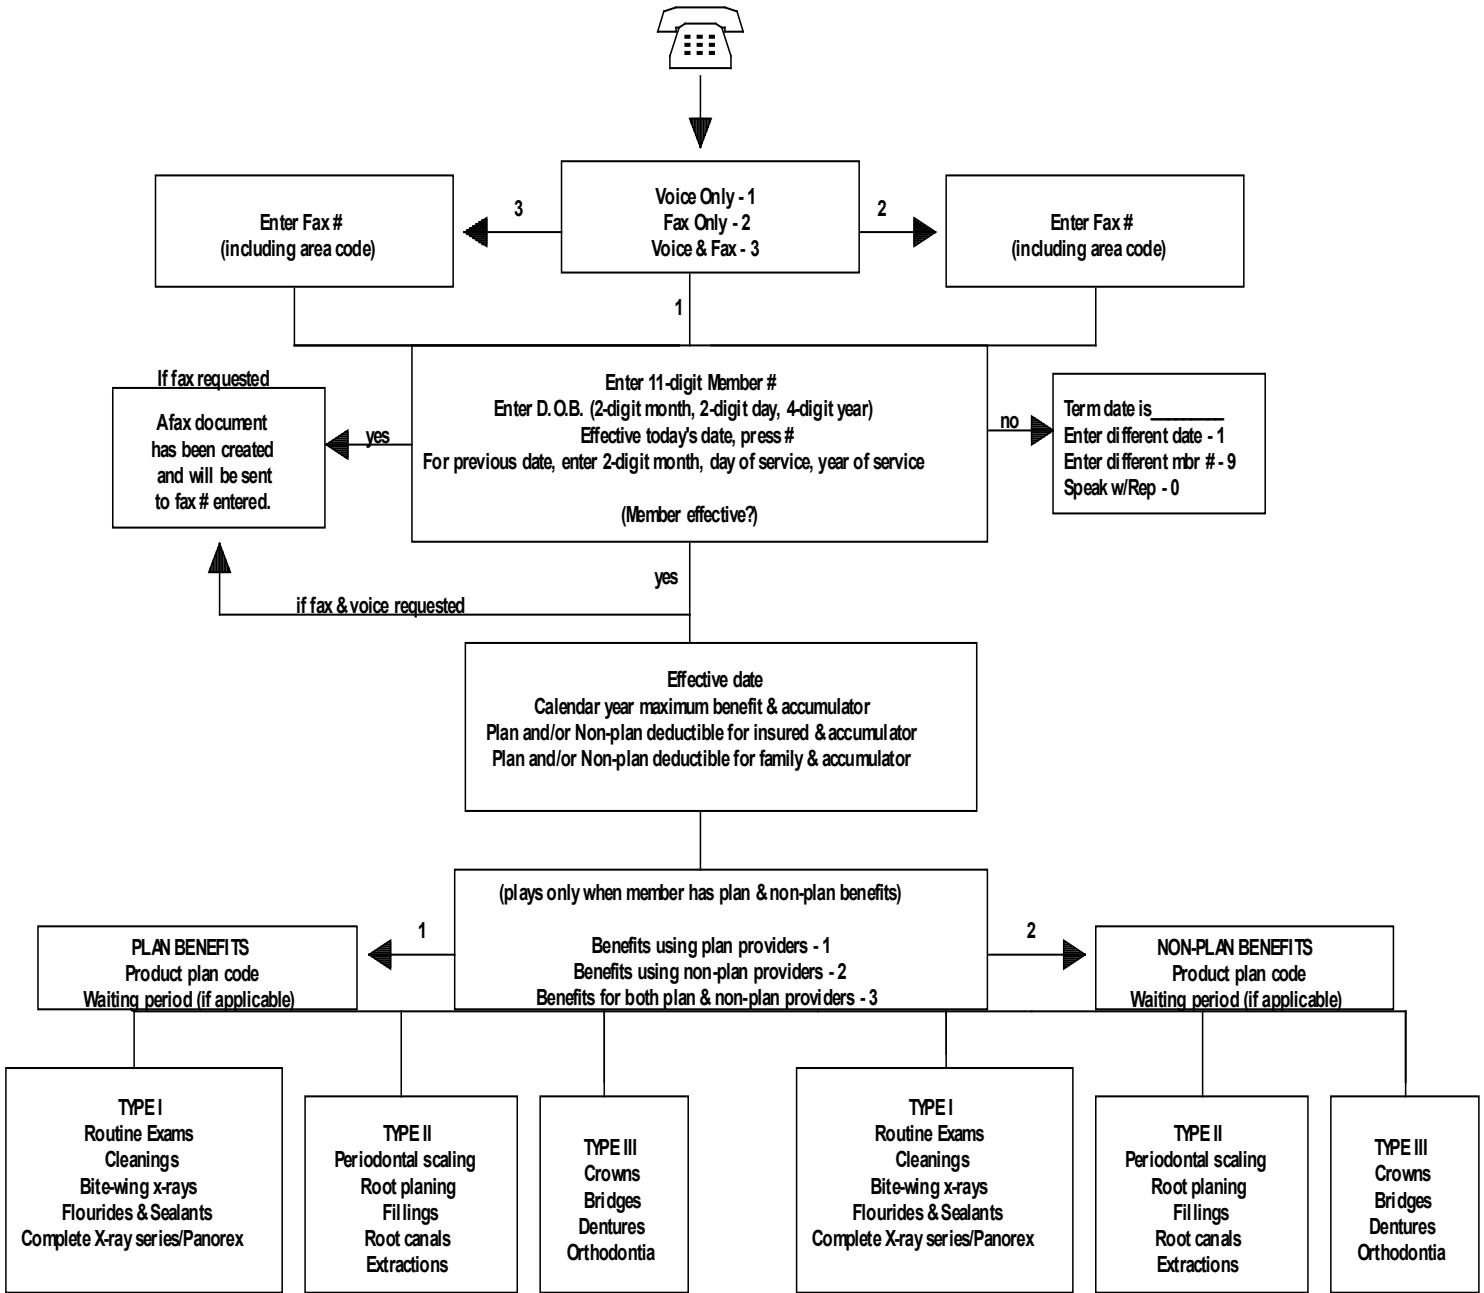 Voice Only - 1
Fax Only - 2
Voice & Fax - 3
3
2
1
Enter Fax #
(including area code)
Enter Fax #
(including area code)
Enter 11-digit Member #
Enter D.O.B. (2-digit month, 2-digit day, 4-digit year)
Effective today's date, press #
For previous date, enter 2-digit month, day of service, year of service
(Member effective?)
If fax requested
A fax document
has been created
and will be sent
to fax # entered.
yes
no
Term date is_________
Enter different date - 1
Enter different mbr # - 9
Speak w/Rep - 0
yes
if fax & voice requested
Effective date
Calendar year maximum benefit & accumulator
Plan and/or Non-plan deductible for insured & accumulator
Plan and/or Non-plan deductible for family & accumulator
(plays only when member has plan & non-plan benefits)
Benefits using plan providers - 1
Benefits using non-plan providers - 2
Benefits for both plan & non-plan providers - 3
1
2
PLAN BENEFITS
Product plan code
Waiting period (if applicable)
NON-PLAN BENEFITS
Product plan code
Waiting period (if applicable)
TYPE I
Routine Exams
Cleanings
Bite-wing x-rays
Flourides & Sealants
Complete X-ray series/Panorex
TYPE II
Periodontal scaling
Root planing
Fillings
Root canals
Extractions
TYPE III
Crowns
Bridges
Dentures
Orthodontia
TYPE I
Routine Exams
Cleanings
Bite-wing x-rays
Flourides & Sealants
Complete X-ray series/Panorex
TYPE II
Periodontal scaling
Root planing
Fillings
Root canals
Extractions
TYPE III
Crowns
Bridges
Dentures
Orthodontia